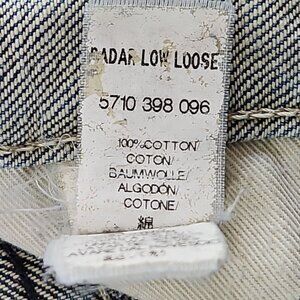 RADAR LOW LOOSE
5710 398 096
100% COTTON/
COTON/
BAUMWOLLE/
ALGODÓN/
COTONE/
綿